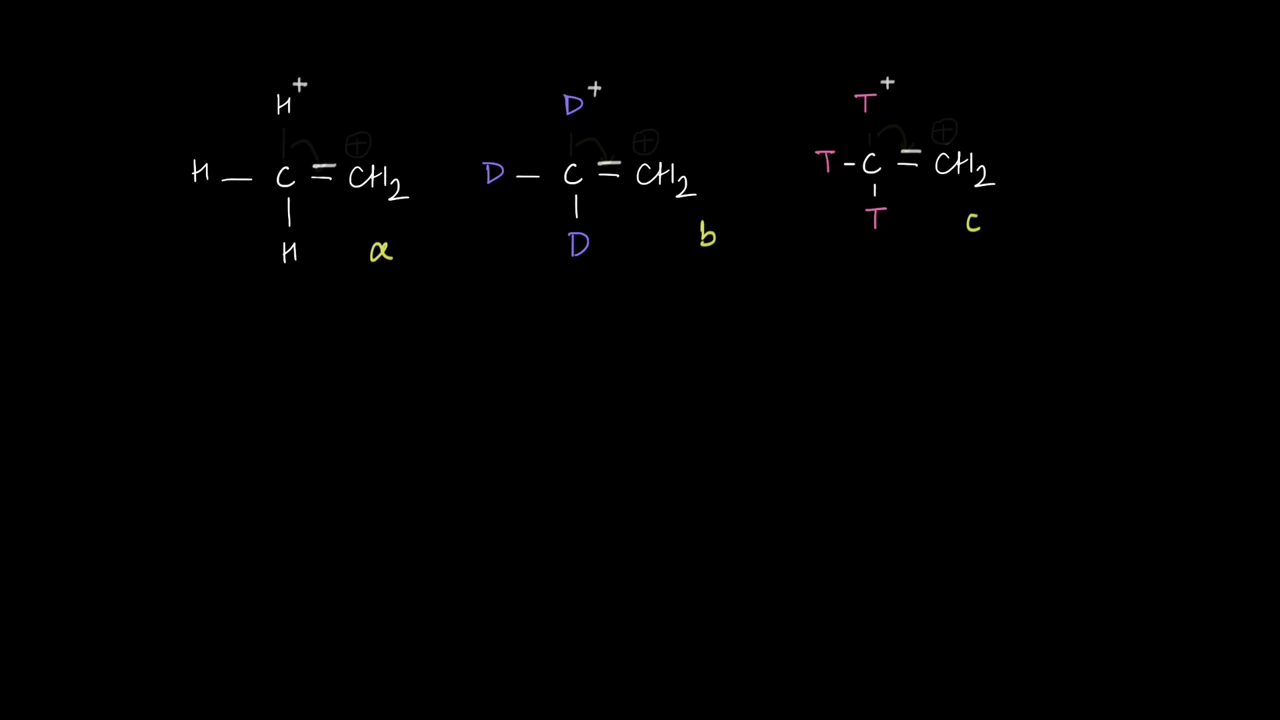 H+ D+ T+
H — C = CH2 D — C = CH2 T - C = CH2
H D T
a b c